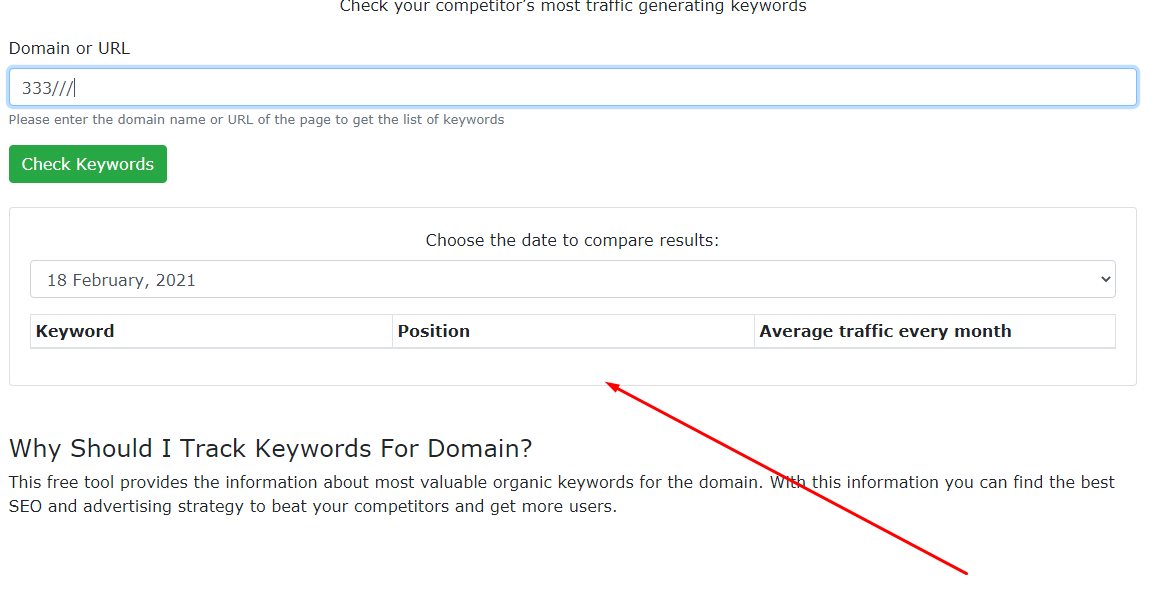 Check your competitor's most traffic generating keywords
Domain or URL
333///
Please enter the domain name or URL of the page to get the list of keywords
Check Keywords
Choose the date to compare results:
18 February, 2021
Keyword Position Average traffic every month
Why Should I Track Keywords For Domain?
This free tool provides the information about most valuable organic keywords for the domain. With this information you can find the best
SEO and advertising strategy to beat your competitors and get more users.